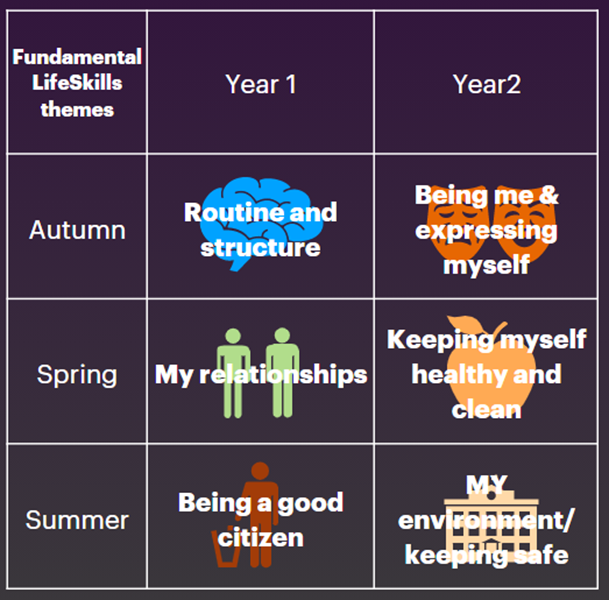 Fundamental
LifeSkills
themes
Year 1
Year2
Autumn
Routine and
structure
Being me &
expressing
myself
Spring
My relationships
Keeping myself
healthy and
clean
Summer
Being a good
citizen
MY
environment/
keeping safe